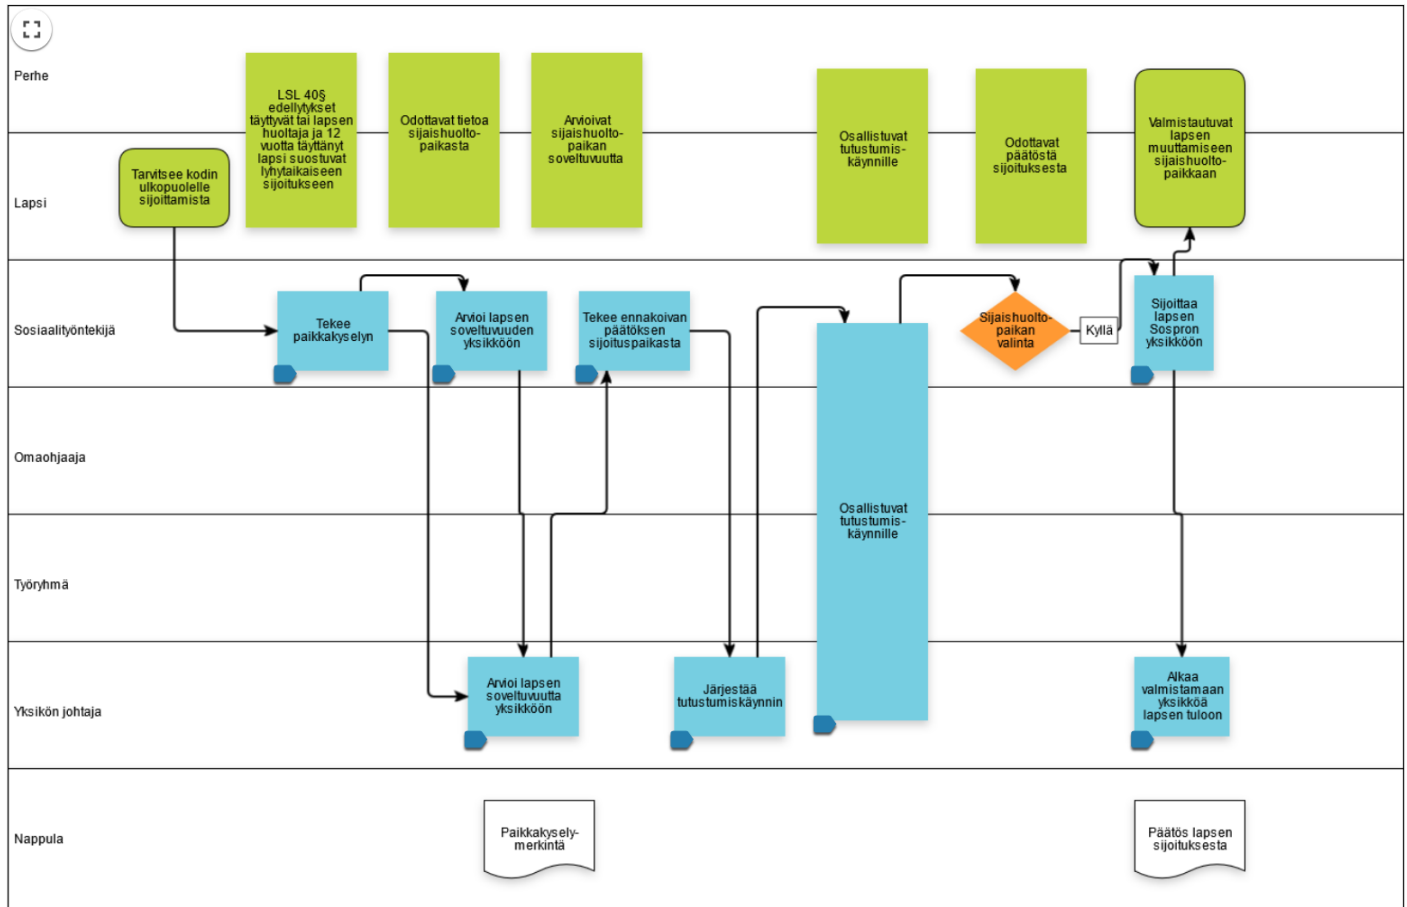 Perhe
LSL 40§
edellytykset
täyttyvät tai lapsen
huoltaja ja 12
vuotta täyttänyt
lapsi suostuvat
lyhytaikaiseen
sijoitukseen
Odottavat tietoa
sijaishuolto-
paikasta
Arvioivat
sijaishuolto-
paikan
soveltuvuutta
Osallistuvat
tutustumis-
käynnille
Odottavat
päätöstä
sijoituksesta
Valmistautuvat
lapsen
muuttamiseen
sijaishuolto-
paikkaan
Lapsi
Tarvitsee kodin
ulkopuolelle
sijoittamista
Sosiaalityöntekijä
Tekee
paikkakyselyn
Arvioi lapsen
soveltuvuuden
yksikköön
Tekee ennakoivan
päätöksen
sijoituspaikasta
Sijaishuolto-
paikan
valinta
Kyllä
Sijoittaa
lapsen
Sospron
yksikköön
Omaohjaaja
Osallistuvat
tutustumis-
käynnille
Työryhmä
Yksikön johtaja
Arvioi lapsen
soveltuvuutta
yksikköön
Järjestää
tutustumiskäynnin
Alkaa
valmistamaan
yksikköä
lapsen tuloon
Nappula
Paikkakysely-
merkintä
Päätös lapsen
sijoituksesta